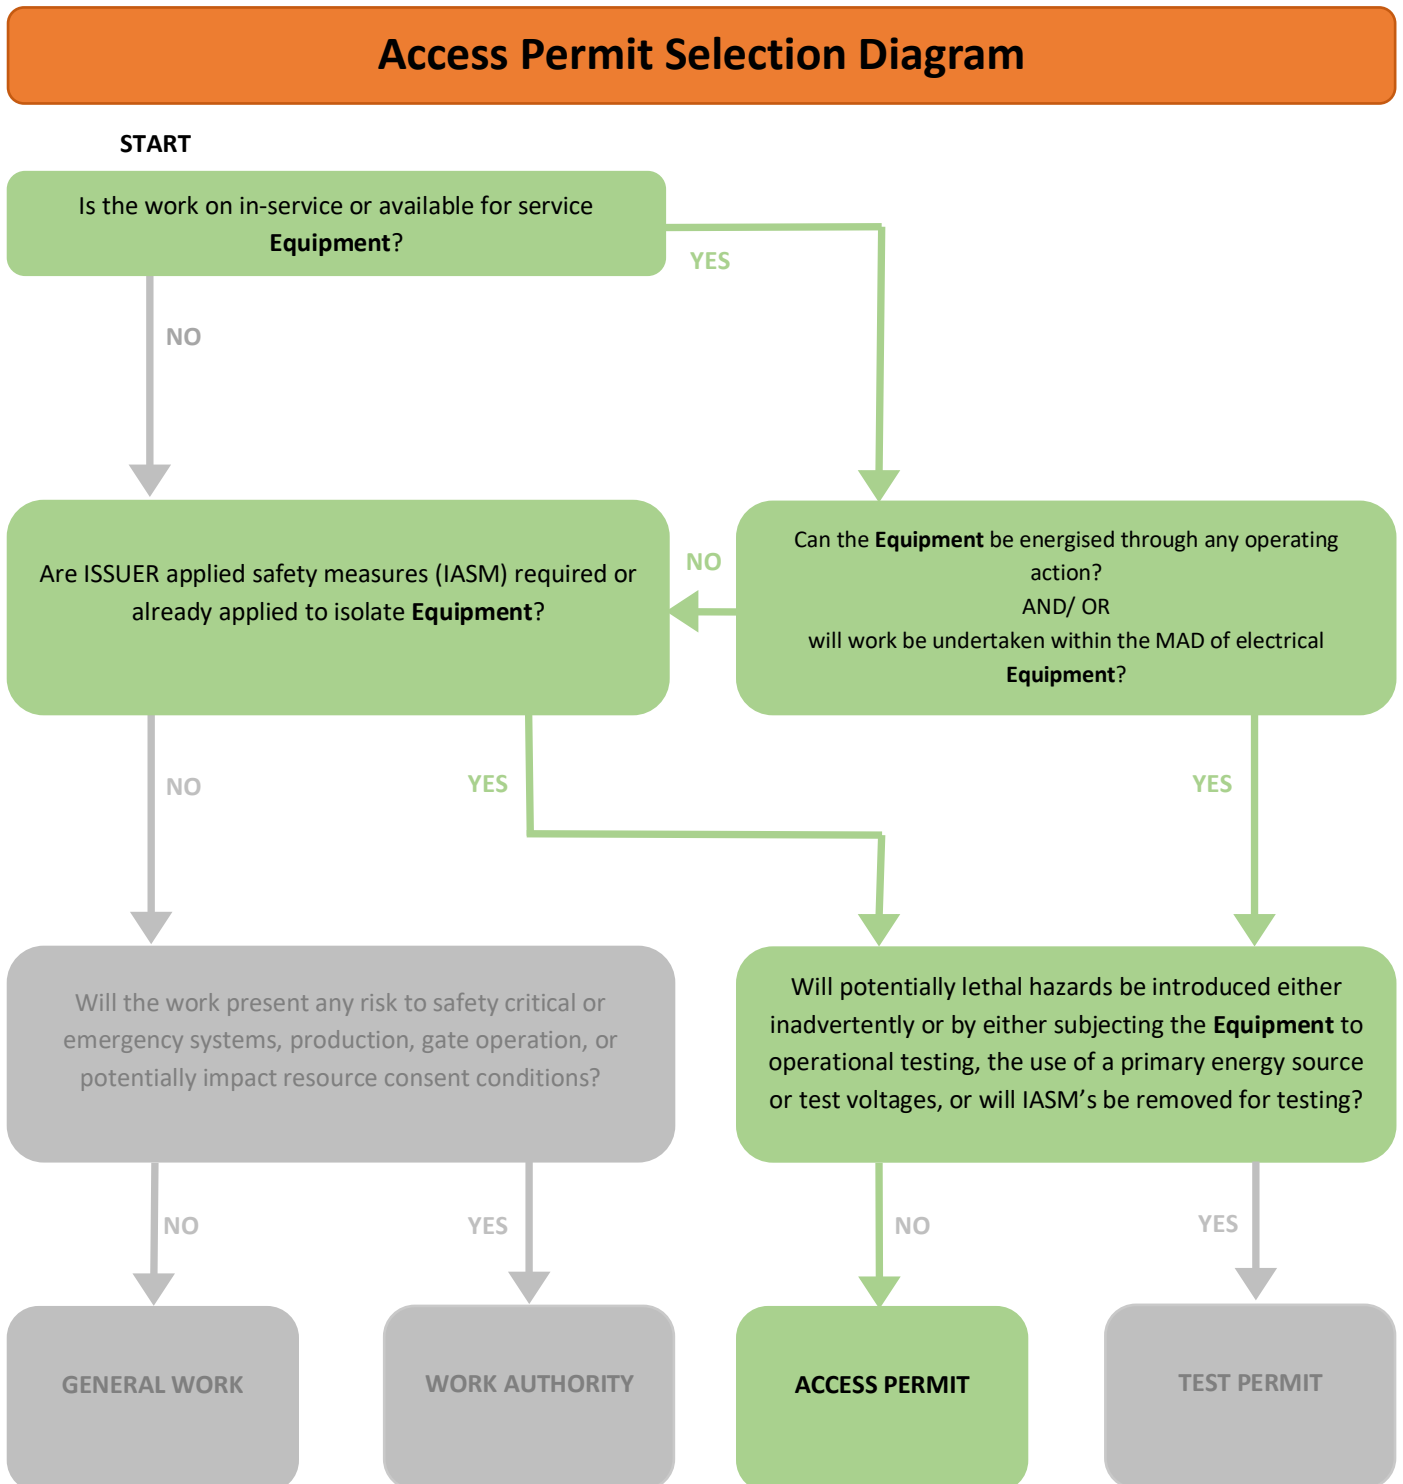 Access Permit Selection Diagram
START
Is the work on in-service or available for service
Equipment?
YES
NO
Are ISSUER applied safety measures (IASM) required or
already applied to isolate Equipment?
NO
Can the Equipment be energised through any operating
action?
AND/ OR
will work be undertaken within the MAD of electrical
Equipment?
NO
YES
YES
Will the work present any risk to safety critical or
emergency systems, production, gate operation, or
potentially impact resource consent conditions?
Will potentially lethal hazards be introduced either
inadvertently or by either subjecting the Equipment to
operational testing, the use of a primary energy source
or test voltages, or will IASM's be removed for testing?
NO
YES
NO
YES
GENERAL WORK
WORK AUTHORITY
ACCESS PERMIT
TEST PERMIT